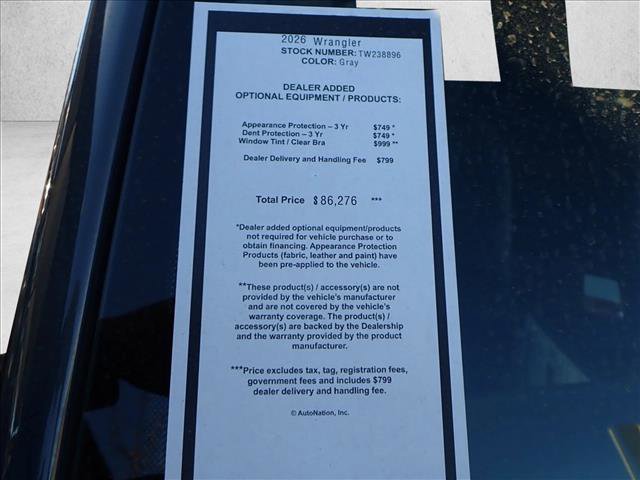 2026 Wrangler
STOCK NUMBER: TW238896
COLOR: Gray
DEALER ADDED
OPTIONAL EQUIPMENT / PRODUCTS:
Appearance Protection – 3 Yr $749 *
Dent Protection – 3 Yr $749 *
Window Tint / Clear Bra $999 **
Dealer Delivery and Handling Fee $799
Total Price $86,276 ***
*Dealer added optional equipment/products
not required for vehicle purchase or to
obtain financing. Appearance Protection
Products (fabric, leather and paint) have
been pre-applied to the vehicle.
**These product(s) / accessory(s) are not
provided by the vehicle's manufacturer
and are not covered by the vehicle's
warranty coverage. The product(s) /
accessory(s) are backed by the Dealership
and the warranty provided by the product
manufacturer.
***Price excludes tax, tag, registration fees,
government fees and includes $799
dealer delivery and handling fee.
© AutoNation, Inc.